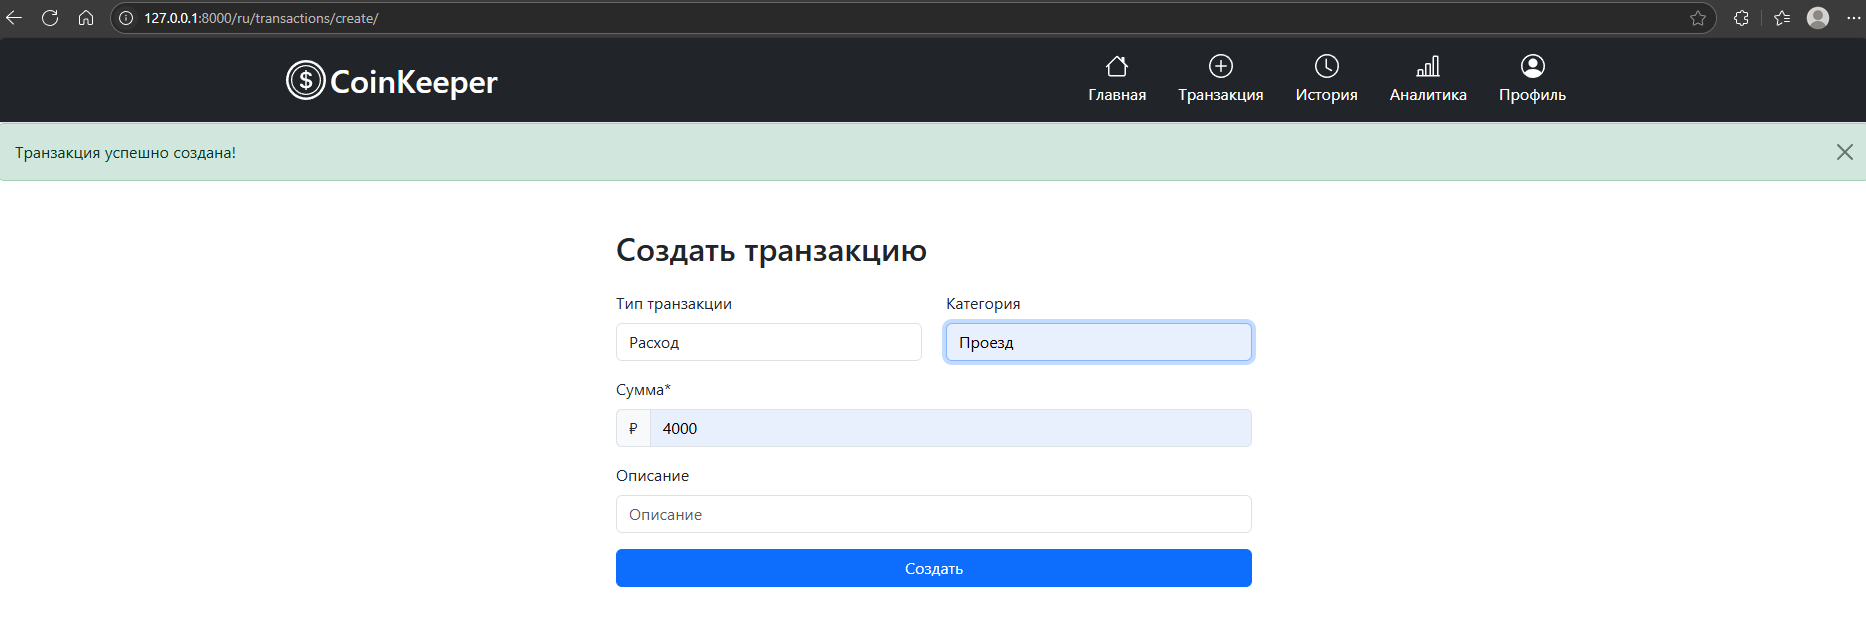 127.0.0.1:8000/ru/transactions/create/
$ CoinKeeper
Главная Транзакция История Аналитика Профиль
Транзакция успешно создана!
Создать транзакцию
Тип транзакции Категория
Расход Проезд
Сумма*
₽ 4000
Описание
Описание
Создать